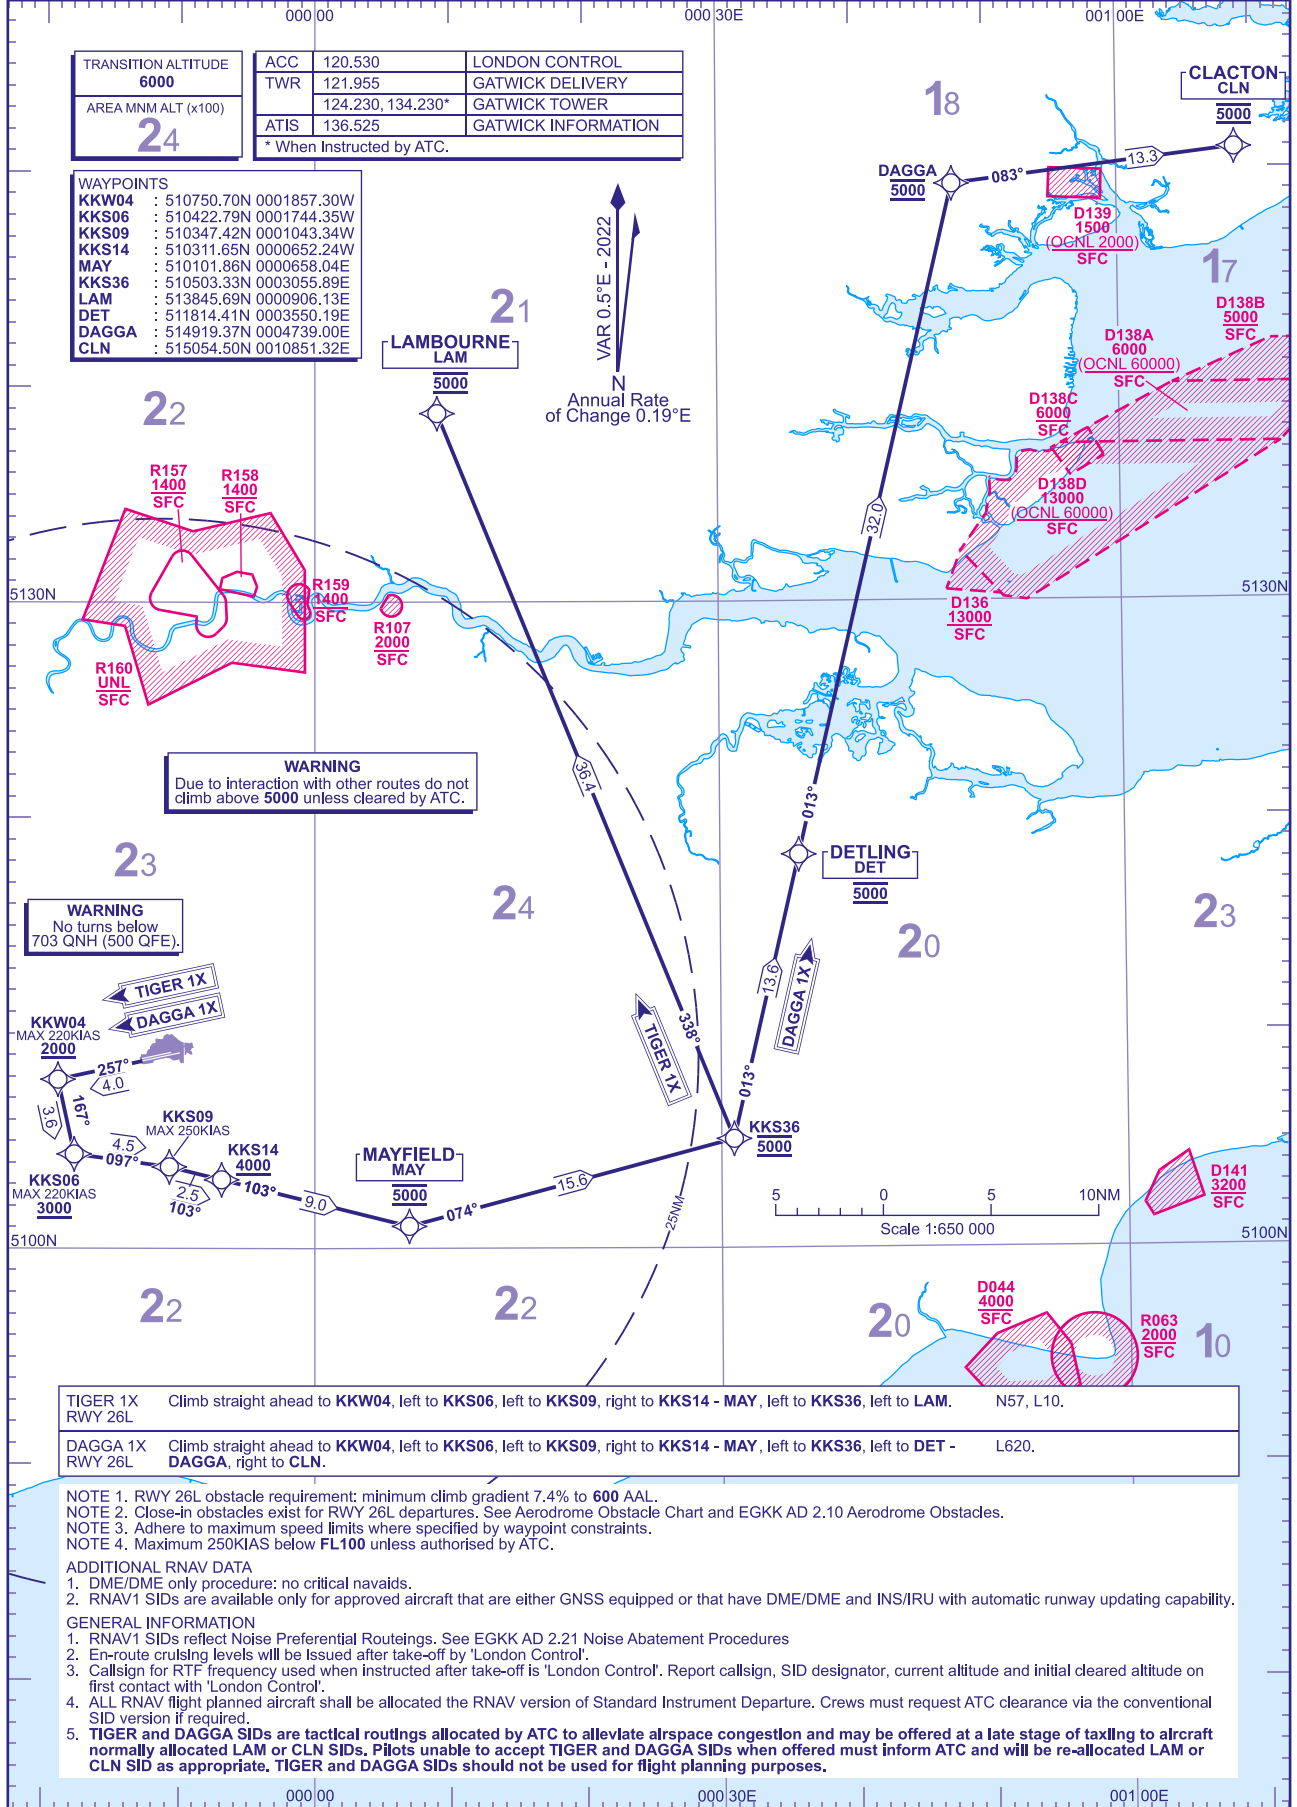 000 00
000 30E
001 00E
TRANSITION ALTITUDE
6000
AREA MNM ALT (x100)
24
ACC 120.530 LONDON CONTROL
TWR 121.955 GATWICK DELIVERY
124.230, 134.230* GATWICK TOWER
ATIS 136.525 GATWICK INFORMATION
* When Instructed by ATC.
WAYPOINTS
KKW04 : 510750.70N 0001857.30W
KKS06 : 510422.79N 0001744.35W
KKS09 : 510347.42N 0001043.34W
KKS14 : 510311.65N 0000652.24W
MAY : 510101.86N 0000658.04E
KKS36 : 510503.33N 0003055.89E
LAM : 513845.69N 0000906.13E
DET : 511814.41N 0003550.19E
DAGGA : 514919.37N 0004739.00E
CLN : 515054.50N 0010851.32E
18
CLACTON
CLN
5000
DAGGA
5000
083°
13.3
D139
1500
(OCNL 2000)
SFC
17
VAR 0.5°E - 2022
N
Annual Rate
of Change 0.19°E
21
LAMBOURNE
LAM
5000
D138B
5000
SFC
D138A
6000
(OCNL 60000)
SFC
D138C
6000
SFC
D138D
13000
(OCNL 60000)
SFC
22
R157
1400
SFC
R158
1400
SFC
32.0
R159
1400
SFC
5130N
5130N
D136
13000
SFC
R107
2000
SFC
R160
UNL
SFC
WARNING
Due to interaction with other routes do not
climb above 5000 unless cleared by ATC.
36.4
013°
23
DETLING
DET
5000
24
20
23
WARNING
No turns below
703 QNH (500 QFE).
TIGER 1X
DAGGA 1X
13.6
DAGGA 1X
KKW04
MAX 220KIAS
2000
257°
4.0
338°
TIGER 1X
013°
3.6
167°
KKS09
MAX 250KIAS
4.5
097°
KKS14
4000
KKS36
5000
MAYFIELD
MAY
5000
KKS06
MAX 220KIAS
3000
2.5
103°
103°
9.0
074°
15.6
25NM
5 0 5 10NM
Scale 1:650 000
D141
3200
SFC
5100N
5100N
22
22
20
D044
4000
SFC
R063
2000
SFC
10
TIGER 1X Climb straight ahead to KKW04, left to KKS06, left to KKS09, right to KKS14 - MAY, left to KKS36, left to LAM. N57, L10.
RWY 26L
DAGGA 1X Climb straight ahead to KKW04, left to KKS06, left to KKS09, right to KKS14 - MAY, left to KKS36, left to DET - L620.
RWY 26L DAGGA, right to CLN.
NOTE 1. RWY 26L obstacle requirement: minimum climb gradient 7.4% to 600 AAL.
NOTE 2. Close-in obstacles exist for RWY 26L departures. See Aerodrome Obstacle Chart and EGKK AD 2.10 Aerodrome Obstacles.
NOTE 3. Adhere to maximum speed limits where specified by waypoint constraints.
NOTE 4. Maximum 250KIAS below FL100 unless authorised by ATC.
ADDITIONAL RNAV DATA
1. DME/DME only procedure: no critical navaids.
2. RNAV1 SIDs are available only for approved aircraft that are either GNSS equipped or that have DME/DME and INS/IRU with automatic runway updating capability.
GENERAL INFORMATION
1. RNAV1 SIDs reflect Noise Preferential Routeings. See EGKK AD 2.21 Noise Abatement Procedures
2. En-route cruising levels will be issued after take-off by 'London Control'.
3. Callsign for RTF frequency used when instructed after take-off is 'London Control'. Report callsign, SID designator, current altitude and initial cleared altitude on
first contact with 'London Control'.
4. ALL RNAV flight planned aircraft shall be allocated the RNAV version of Standard Instrument Departure. Crews must request ATC clearance via the conventional
SID version if required.
5. TIGER and DAGGA SIDs are tactical routings allocated by ATC to alleviate airspace congestion and may be offered at a late stage of taxiing to aircraft
normally allocated LAM or CLN SIDs. Pilots unable to accept TIGER and DAGGA SIDs when offered must inform ATC and will be re-allocated LAM or
CLN SID as appropriate. TIGER and DAGGA SIDs should not be used for flight planning purposes.
000 00
000 30E
001 00E